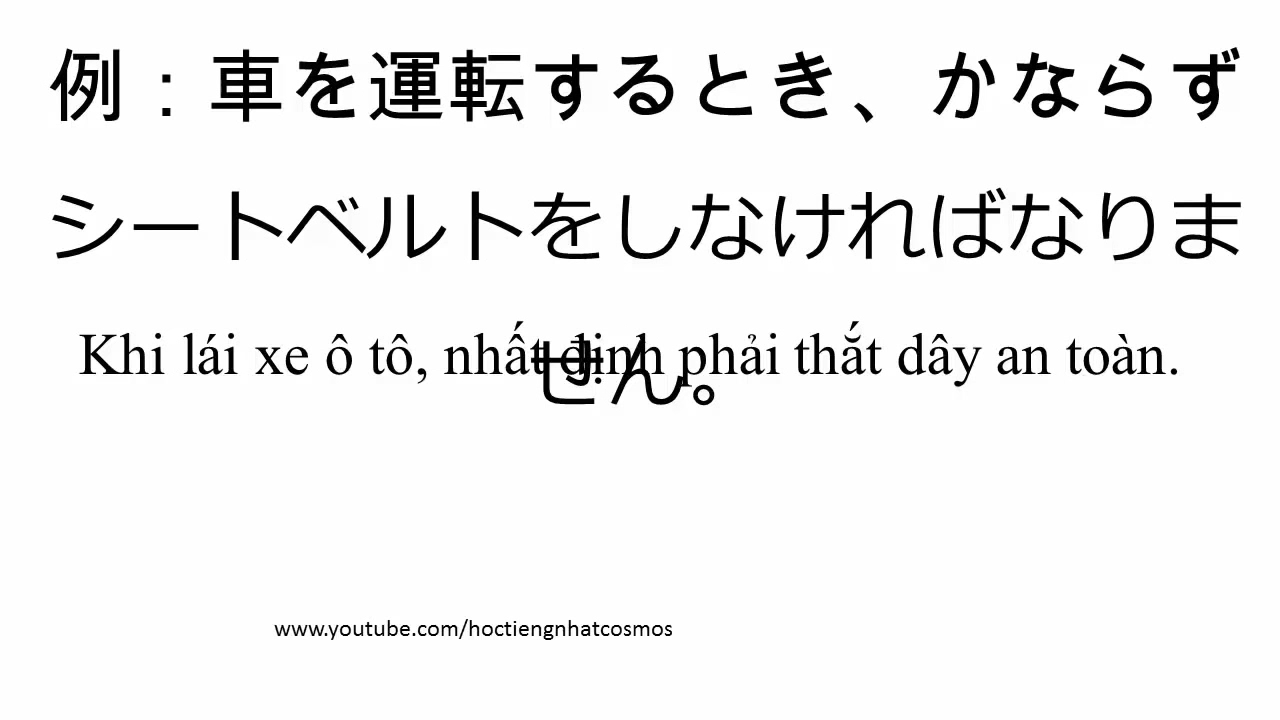 例：車を運転するとき、かならず
シートベルトをしなければなりま
せん。
Khi lái xe ô tô, nhất định phải thắt dây an toàn.
www.youtube.com/hoctiengnhatcosmos